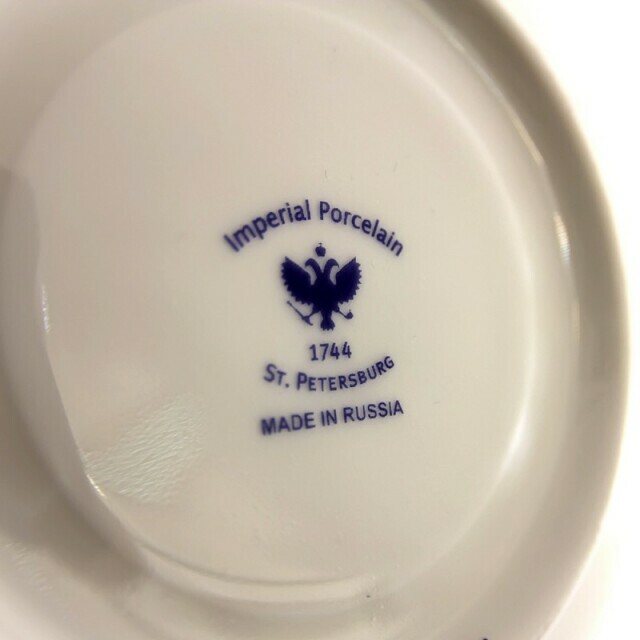 Imperial Porcelain
1744
St. Petersburg
MADE IN RUSSIA